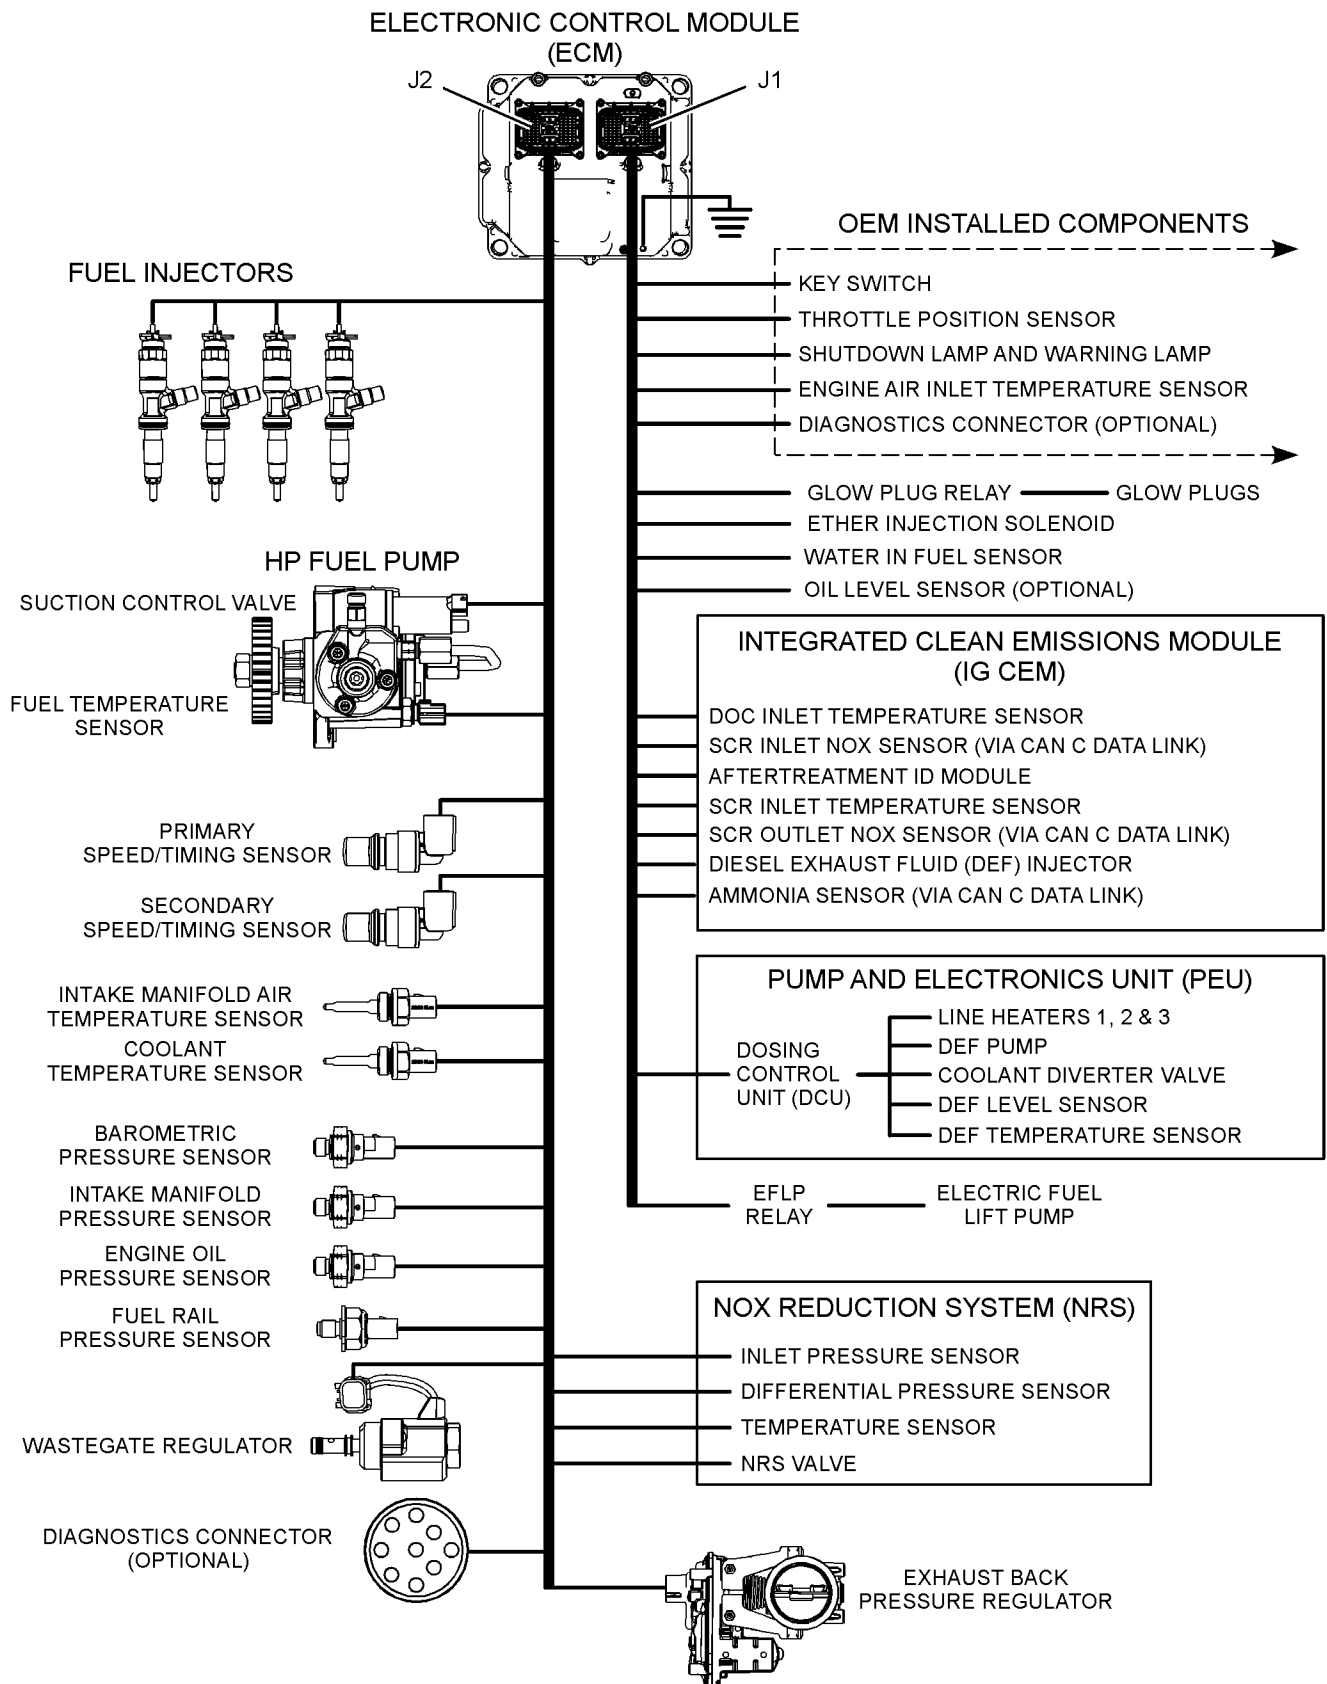 ELECTRONIC CONTROL MODULE
(ECM)
J2
J1
OEM INSTALLED COMPONENTS
KEY SWITCH
THROTTLE POSITION SENSOR
SHUTDOWN LAMP AND WARNING LAMP
ENGINE AIR INLET TEMPERATURE SENSOR
DIAGNOSTICS CONNECTOR (OPTIONAL)
GLOW PLUG RELAY
GLOW PLUGS
ETHER INJECTION SOLENOID
WATER IN FUEL SENSOR
OIL LEVEL SENSOR (OPTIONAL)
FUEL INJECTORS
HP FUEL PUMP
SUCTION CONTROL VALVE
FUEL TEMPERATURE
SENSOR
PRIMARY
SPEED/TIMING SENSOR
SECONDARY
SPEED/TIMING SENSOR
INTAKE MANIFOLD AIR
TEMPERATURE SENSOR
COOLANT
TEMPERATURE SENSOR
BAROMETRIC
PRESSURE SENSOR
INTAKE MANIFOLD
PRESSURE SENSOR
ENGINE OIL
PRESSURE SENSOR
FUEL RAIL
PRESSURE SENSOR
WASTEGATE REGULATOR
DIAGNOSTICS CONNECTOR
(OPTIONAL)
INTEGRATED CLEAN EMISSIONS MODULE
(IG CEM)
DOC INLET TEMPERATURE SENSOR
SCR INLET NOX SENSOR (VIA CAN C DATA LINK)
AFTERTREATMENT ID MODULE
SCR INLET TEMPERATURE SENSOR
SCR OUTLET NOX SENSOR (VIA CAN C DATA LINK)
DIESEL EXHAUST FLUID (DEF) INJECTOR
AMMONIA SENSOR (VIA CAN C DATA LINK)
PUMP AND ELECTRONICS UNIT (PEU)
DOSING
CONTROL
UNIT (DCU)
LINE HEATERS 1, 2 & 3
DEF PUMP
COOLANT DIVERTER VALVE
DEF LEVEL SENSOR
DEF TEMPERATURE SENSOR
EFLP
RELAY
ELECTRIC FUEL
LIFT PUMP
NOX REDUCTION SYSTEM (NRS)
INLET PRESSURE SENSOR
DIFFERENTIAL PRESSURE SENSOR
TEMPERATURE SENSOR
NRS VALVE
EXHAUST BACK
PRESSURE REGULATOR